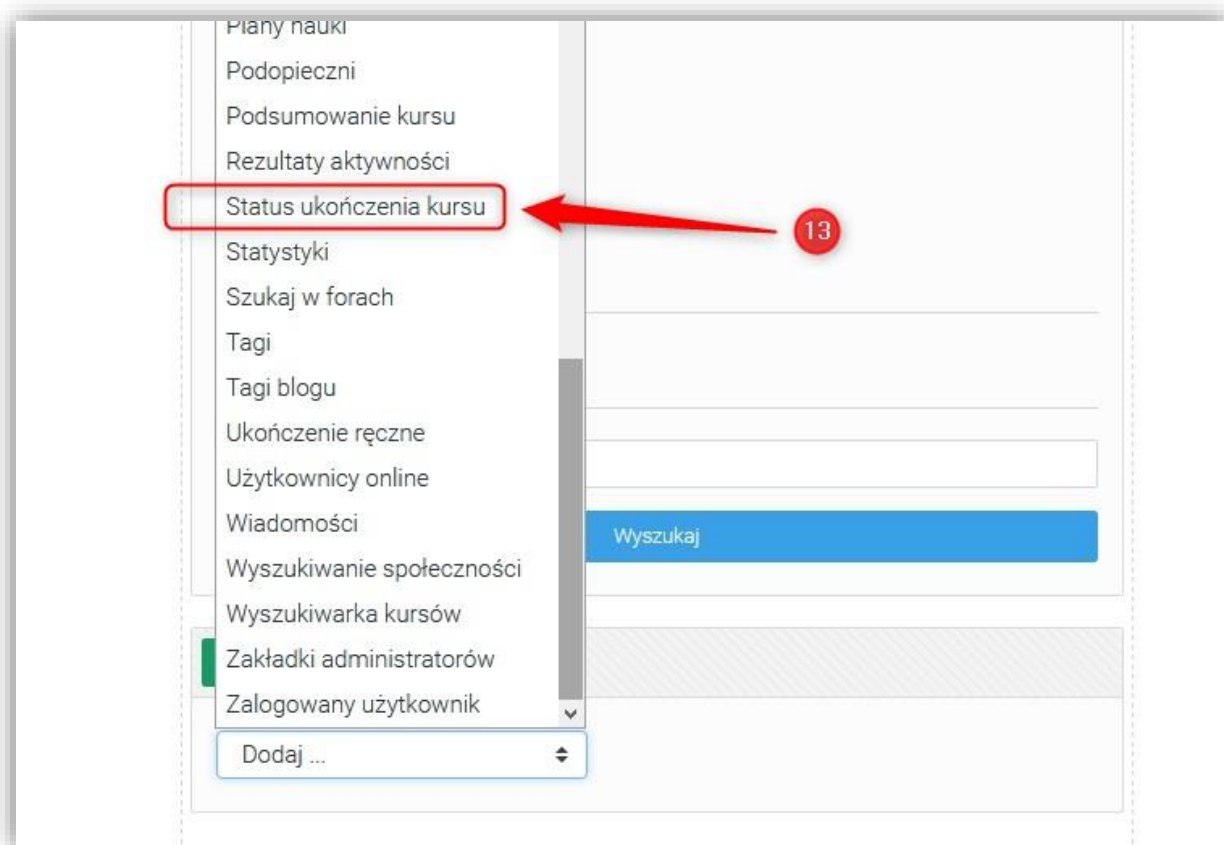 Plany nauki
Podopieczni
Podsumowanie kursu
Rezultaty aktywności
Status ukończenia kursu
13
Statystyki
Szukaj w forach
Tagi
Tagi blogu
Ukończenie ręczne
Użytkownicy online
Wiadomości
Wyszukaj
Wyszukiwanie społeczności
Wyszukiwarka kursów
Zakładki administratorów
Zalogowany użytkownik
Dodaj ...